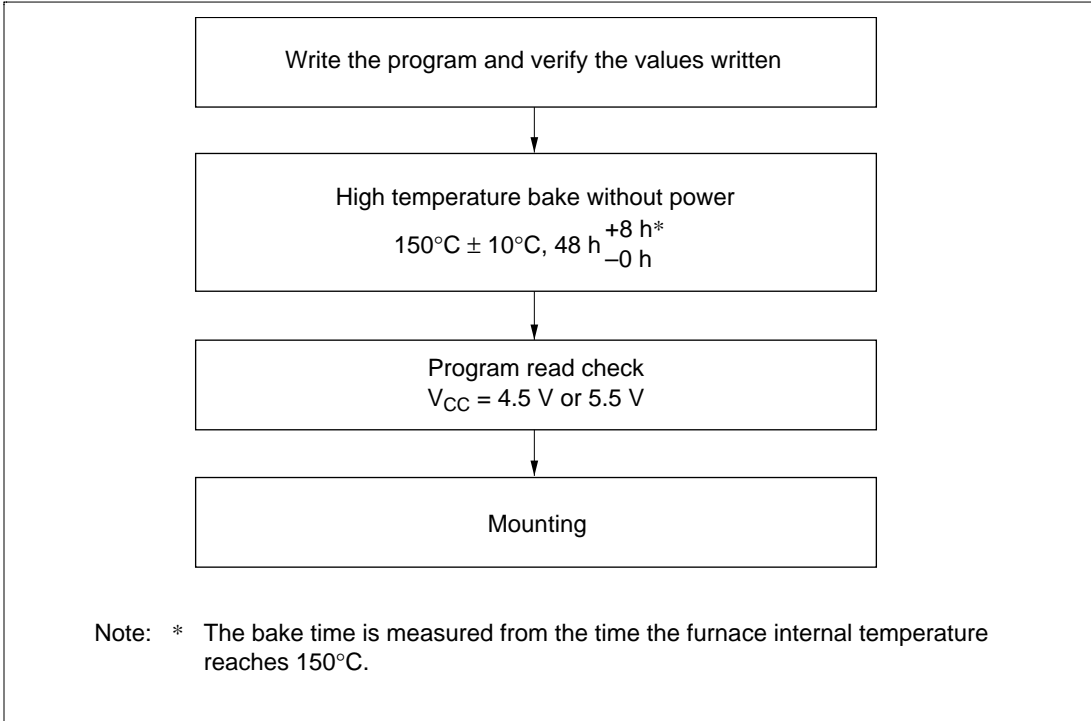 Write the program and verify the values written
High temperature bake without power
150°C ± 10°C, 48 h +8 h*
–0 h
Program read check
VCC = 4.5 V or 5.5 V
Mounting
Note: * The bake time is measured from the time the furnace internal temperature
reaches 150°C.